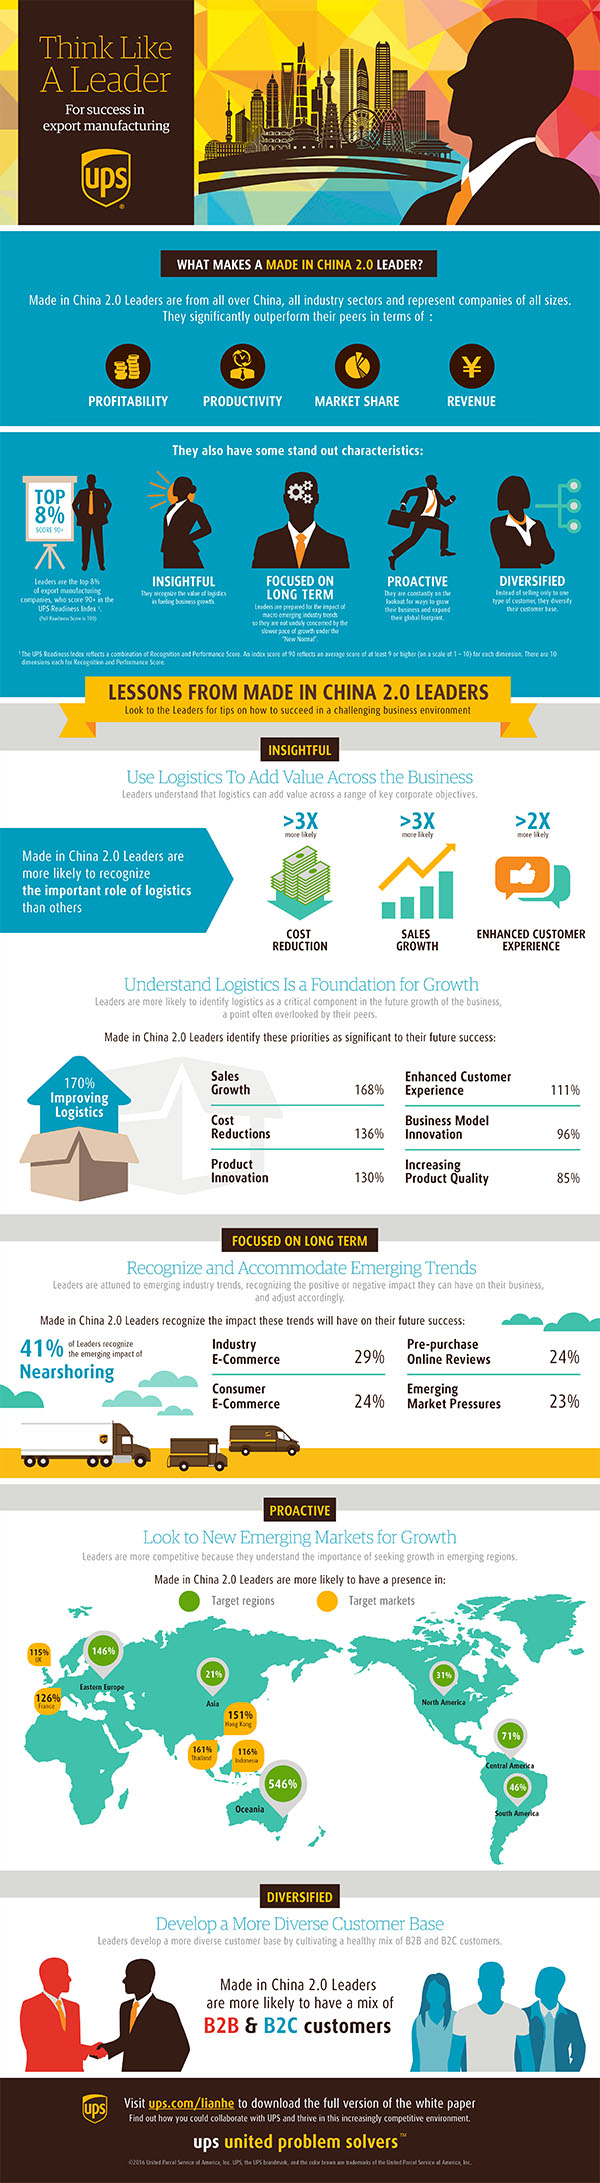 Think Like
A Leader
For success in
export manufacturing
ups
WHAT MAKES A MADE IN CHINA 2.0 LEADER?
Made in China 2.0 Leaders are from all over China, all industry sectors and represent companies of all sizes.
They significantly outperform their peers in terms of :
PROFITABILITY
PRODUCTIVITY
MARKET SHARE
REVENUE
They also have some stand out characteristics:
TOP
8%
SCORE 90+
Leaders are the top 8%
of export manufacturing
companies, who score 90+ in the
UPS Readiness Index ¹.
(Full Readiness Score is 100)
INSIGHTFUL
They recognize the value of logistics
in fueling business growth.
FOCUSED ON
LONG TERM
Leaders are prepared for the impact of
macro emerging industry trends
so they are not unduly concerned by the
slower pace of growth under the
"New Normal".
PROACTIVE
They are constantly on the
lookout for ways to grow
their business and expand
their global footprint.
DIVERSIFIED
Instead of selling only to one
type of customer, they diversify
their customer base.
¹ The UPS Readiness Index reflects a combination of Recognition and Performance Score. An index score of 90 reflects an average score of at least 9 or higher (on a scale of 1 – 10) for each dimension. There are 10
dimensions each for Recognition and Performance Score.
LESSONS FROM MADE IN CHINA 2.0 LEADERS
Look to the Leaders for tips on how to succeed in a challenging business environment
INSIGHTFUL
Use Logistics To Add Value Across the Business
Leaders understand that logistics can add value across a range of key corporate objectives.
Made in China 2.0 Leaders are
more likely to recognize
the important role of logistics
than others
>3X
more likely
COST
REDUCTION
>3X
more likely
SALES
GROWTH
>2X
more likely
ENHANCED CUSTOMER
EXPERIENCE
Understand Logistics Is a Foundation for Growth
Leaders are more likely to identify logistics as a critical component in the future growth of the business,
a point often overlooked by their peers.
Made in China 2.0 Leaders identify these priorities as significant to their future success:
170%
Improving
Logistics
Sales
Growth 168%
Cost
Reductions 136%
Product
Innovation 130%
Enhanced Customer
Experience 111%
Business Model
Innovation 96%
Increasing
Product Quality 85%
FOCUSED ON LONG TERM
Recognize and Accommodate Emerging Trends
Leaders are attuned to emerging industry trends, recognizing the positive or negative impact they can have on their business,
and adjust accordingly.
Made in China 2.0 Leaders recognize the impact these trends will have on their future success:
41% of Leaders recognize
the emerging impact of
Nearshoring
Industry
E-Commerce 29%
Consumer
E-Commerce 24%
Pre-purchase
Online Reviews 24%
Emerging
Market Pressures 23%
PROACTIVE
Look to New Emerging Markets for Growth
Leaders are more competitive because they understand the importance of seeking growth in emerging regions.
Made in China 2.0 Leaders are more likely to have a presence in:
Target regions
Target markets
115%
UK
146%
Eastern Europe
126%
France
21%
Asia
151%
Hong Kong
161%
Thailand
116%
Indonesia
546%
Oceania
31%
North America
71%
Central America
46%
South America
DIVERSIFIED
Develop a More Diverse Customer Base
Leaders develop a more diverse customer base by cultivating a healthy mix of B2B and B2C customers.
Made in China 2.0 Leaders
are more likely to have a mix of
B2B & B2C customers
ups
Visit ups.com/lianhe to download the full version of the white paper
Find out how you could collaborate with UPS and thrive in this increasingly competitive environment.
ups united problem solvers™
©2016 United Parcel Service of America, Inc. UPS, the UPS brandmark, and the color brown are trademarks of the United Parcel Service of America, Inc.